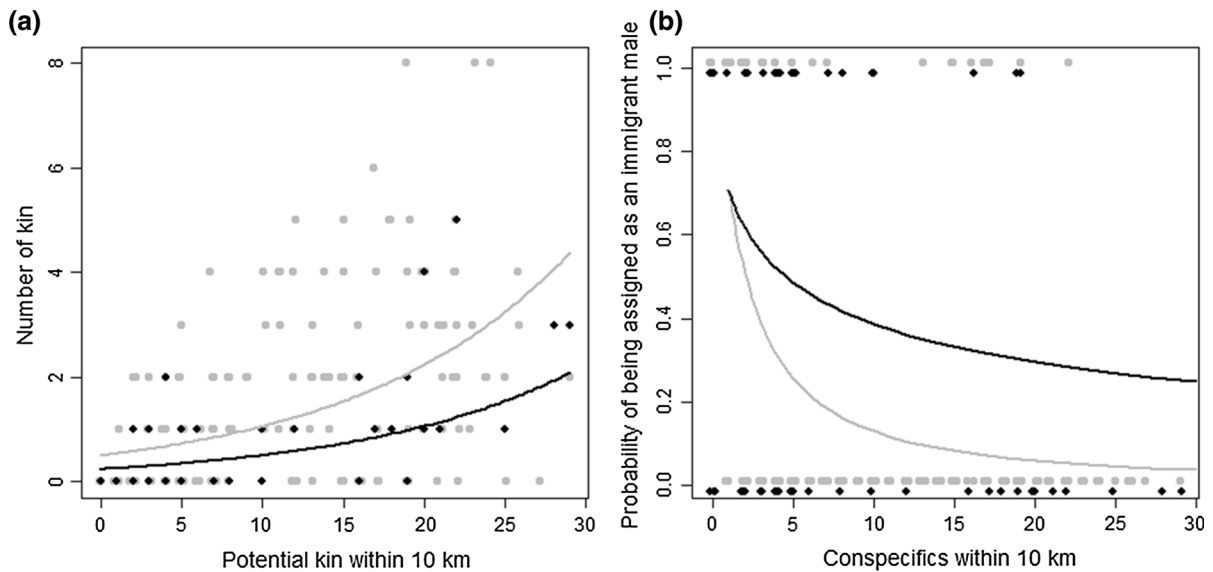 (a)
Number of kin
8
6
4
2
0
0 5 10 15 20 25 30
Potential kin within 10 km
(b)
Probability of being assigned as an immigrant male
1.0
0.8
0.6
0.4
0.2
0.0
0 5 10 15 20 25 30
Conspecifics within 10 km